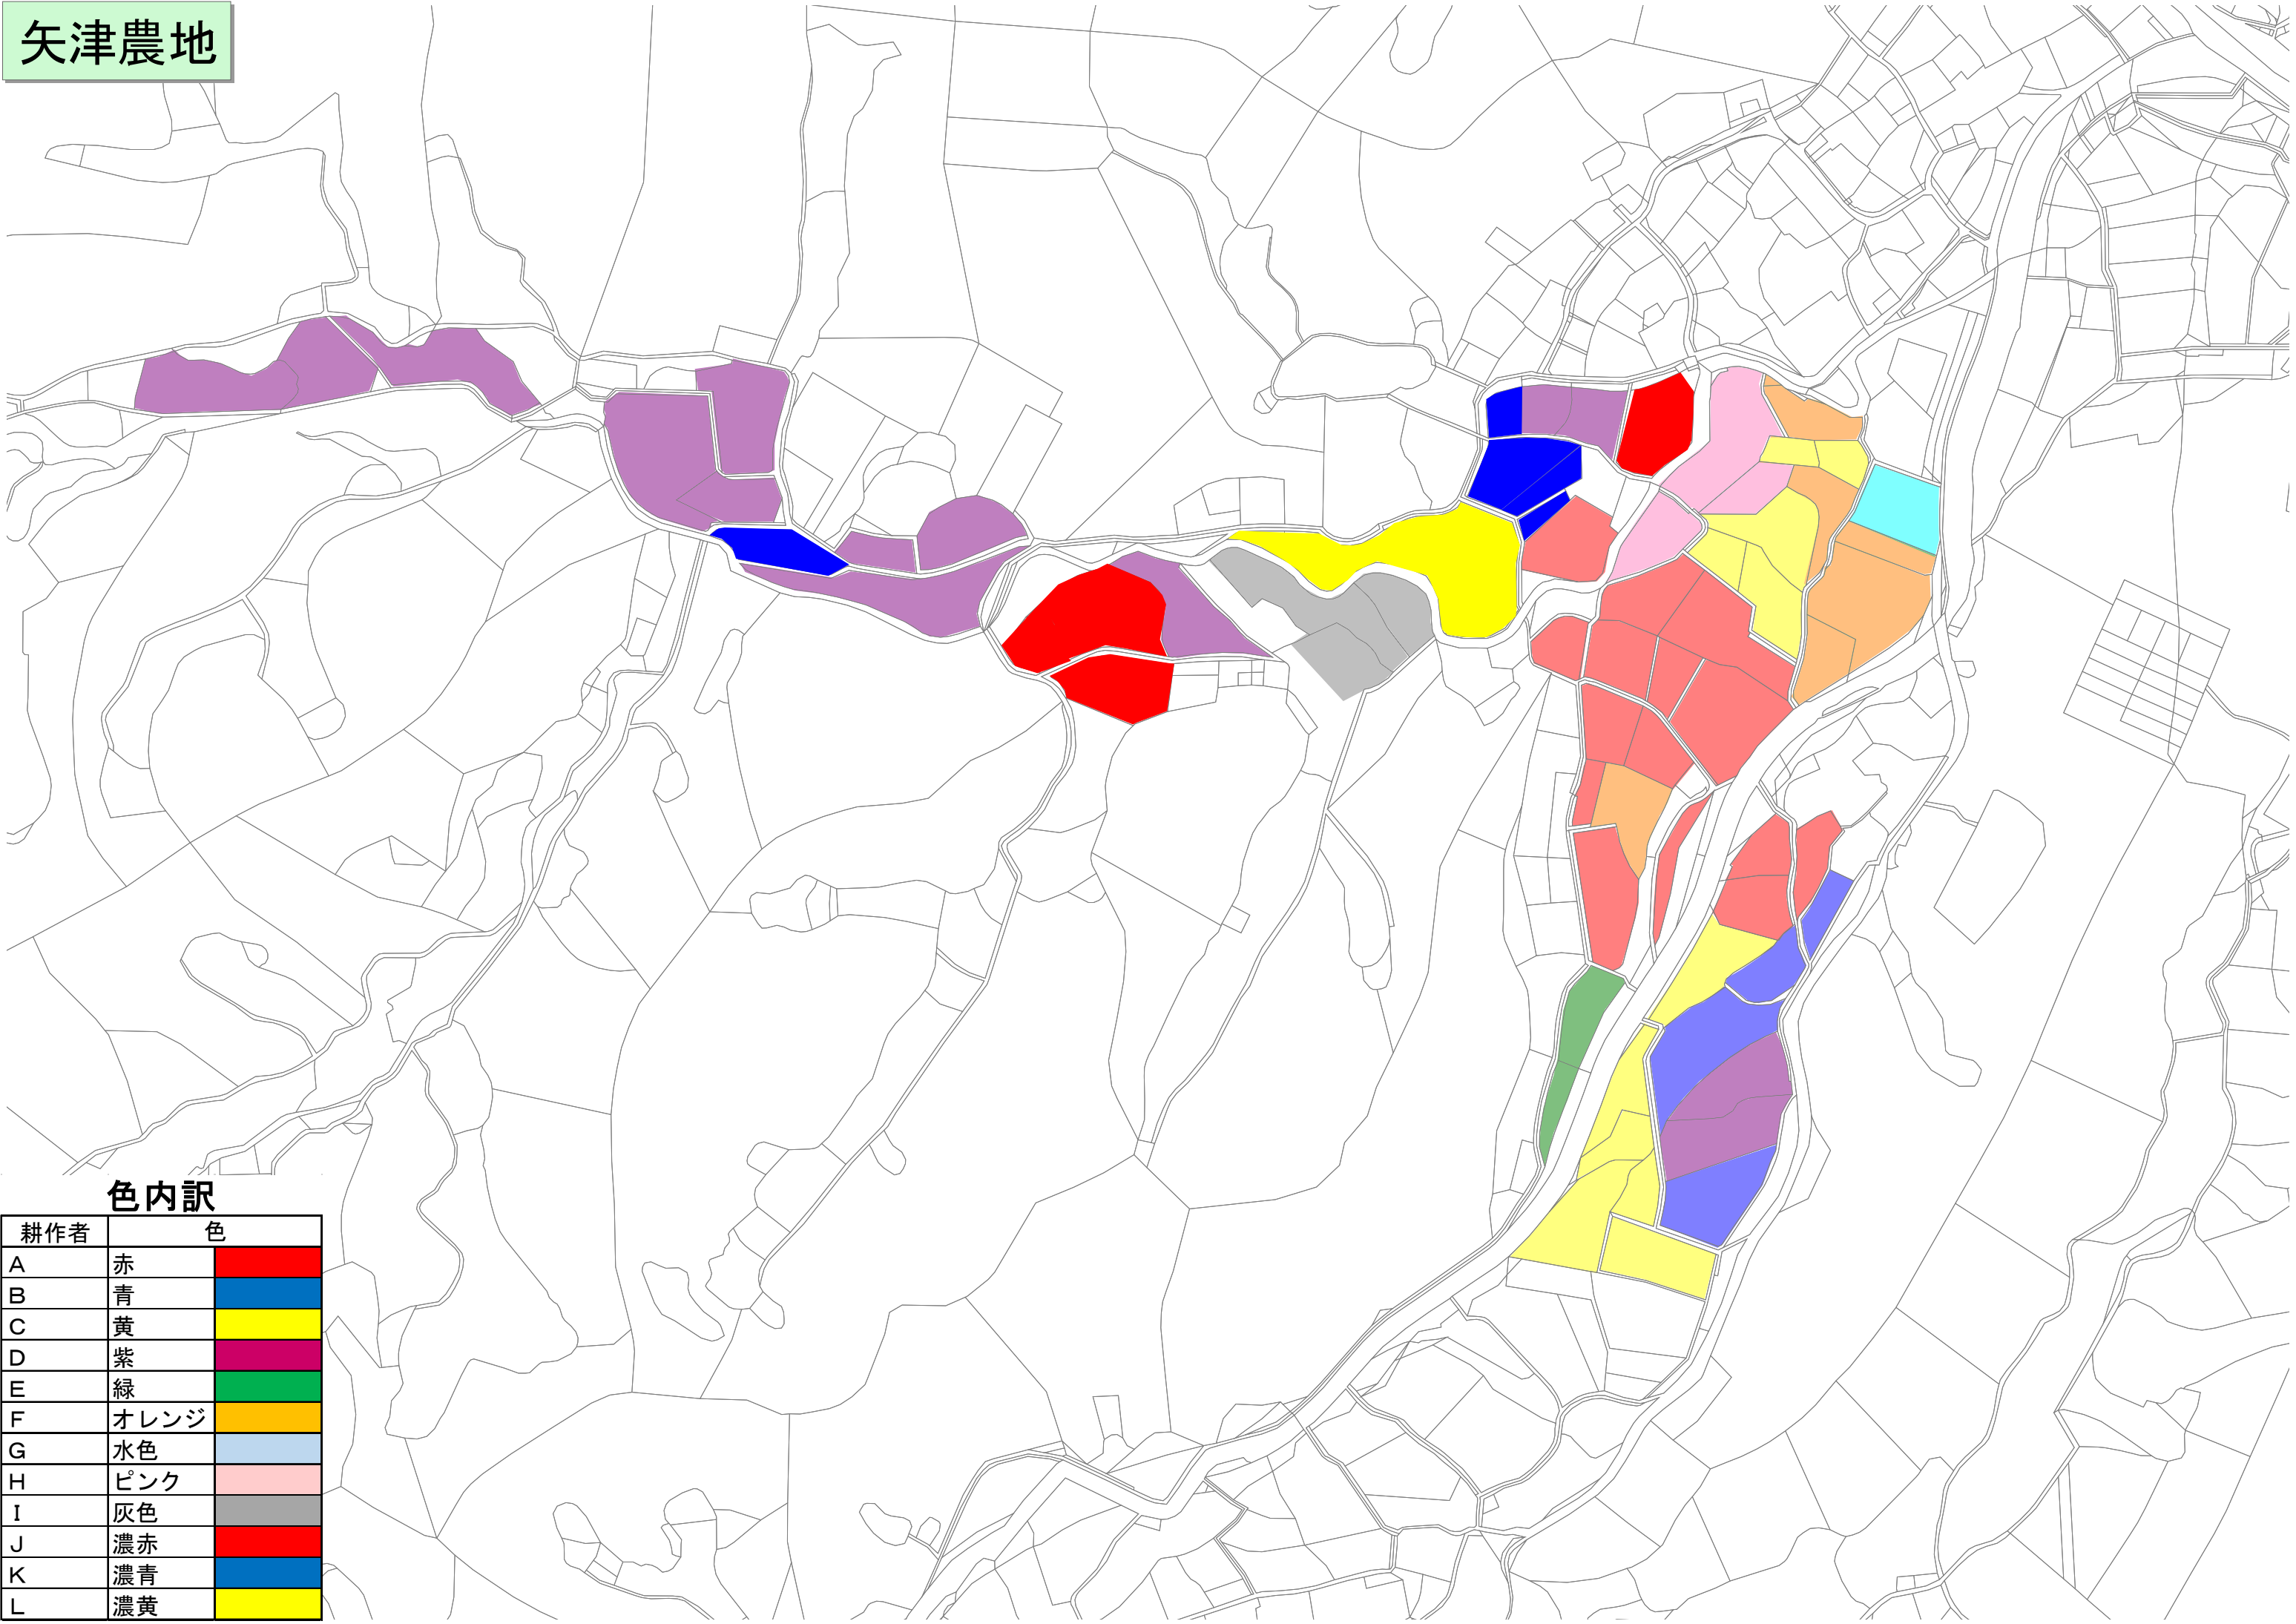 矢津農地
色内訳
耕作者 色
A 赤
B 青
C 黄
D 紫
E 緑
F オレンジ
G 水色
H ピンク
I 灰色
J 濃赤
K 濃青
L 濃黄